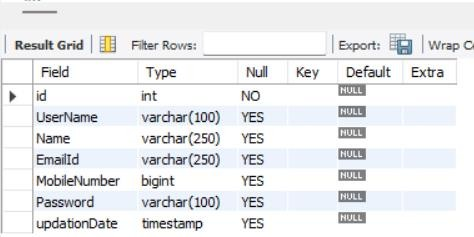 Result Grid Filter Rows: Export: Wrap C
Field Type Null Key Default Extra
id int NO NULL
UserName varchar(100) YES NULL
Name varchar(250) YES NULL
EmailId varchar(250) YES NULL
MobileNumber bigint YES NULL
Password varchar(100) YES NULL
updationDate timestamp YES NULL